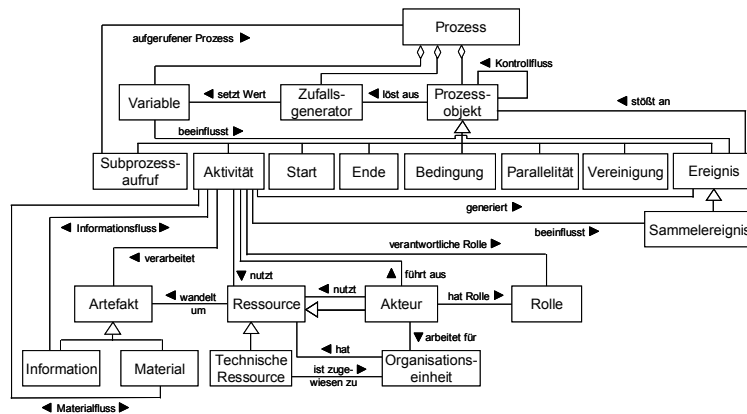 Prozess
aufgerufener Prozess ▶
◀ Kontrollfluss
Variable
◀ setzt Wert
Zufalls-
generator
◀ löst aus
Prozess-
objekt
◀ stößt an
beeinflusst ▶
Subprozess-
aufruf
Aktivität
Start
Ende
Bedingung
Parallelität
Vereinigung
Ereignis
generiert ▶
◀ Informationsfluss ▶
beeinflusst ▶
Sammelereignis
verantwortliche Rolle ▶
◀ verarbeitet
▼ nutzt
▲ führt aus
Artefakt
◀ wandelt
um
Ressource
◀ nutzt
Akteur
hat Rolle ▶
Rolle
▼ arbeitet für
Information
Material
Technische
Ressource
◀ hat
ist zuge- ▶
wiesen zu
Organisations-
einheit
◀ Materialfluss ▶